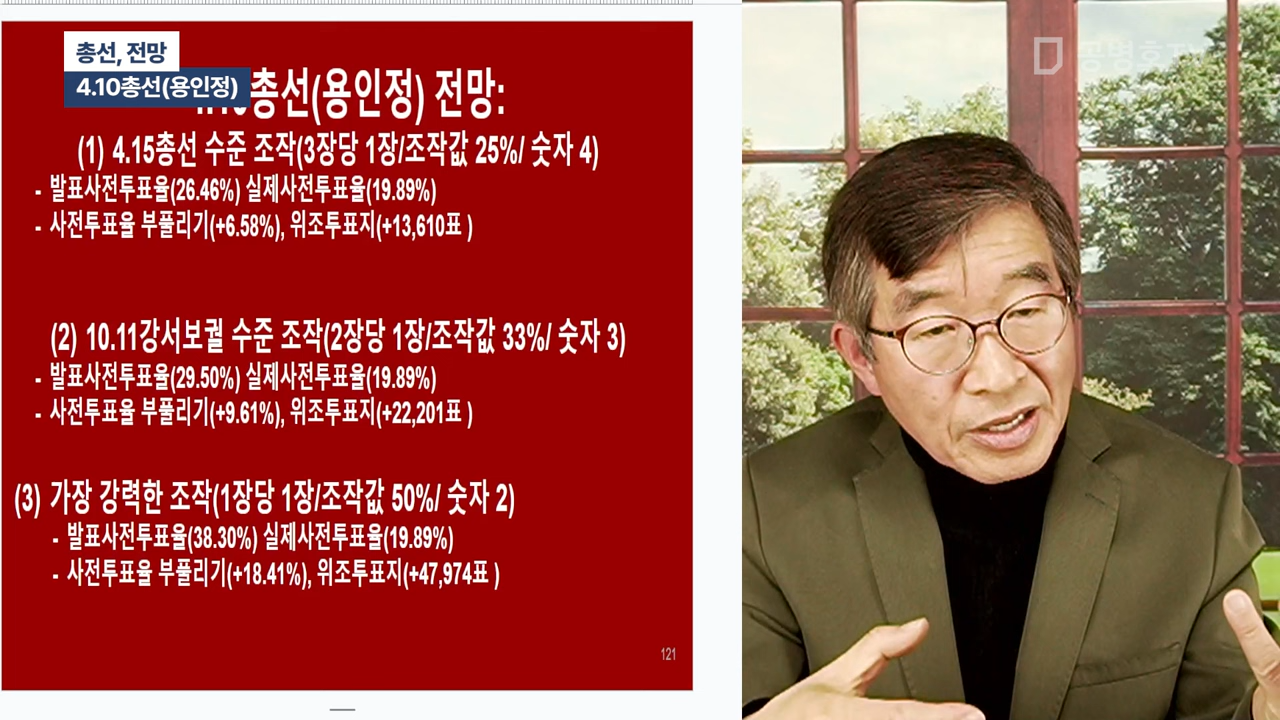 총선, 전망
4.10총선(용인정)
총선(용인정) 전망:
(1) 4.15총선 수준 조작(3장당 1장/조작값 25%/ 숫자 4)
- 발표사전투표율(26.46%) 실제사전투표율(19.89%)
- 사전투표율 부풀리기(+6.58%), 위조투표지(+13,610표 )
(2) 10.11강서보궐 수준 조작(2장당 1장/조작값 33%/ 숫자 3)
- 발표사전투표율(29.50%) 실제사전투표율(19.89%)
- 사전투표율 부풀리기(+9.61%), 위조투표지(+22,201표 )
(3) 가장 강력한 조작(1장당 1장/조작값 50%/ 숫자 2)
- 발표사전투표율(38.30%) 실제사전투표율(19.89%)
- 사전투표율 부풀리기(+18.41%), 위조투표지(+47,974표 )
121